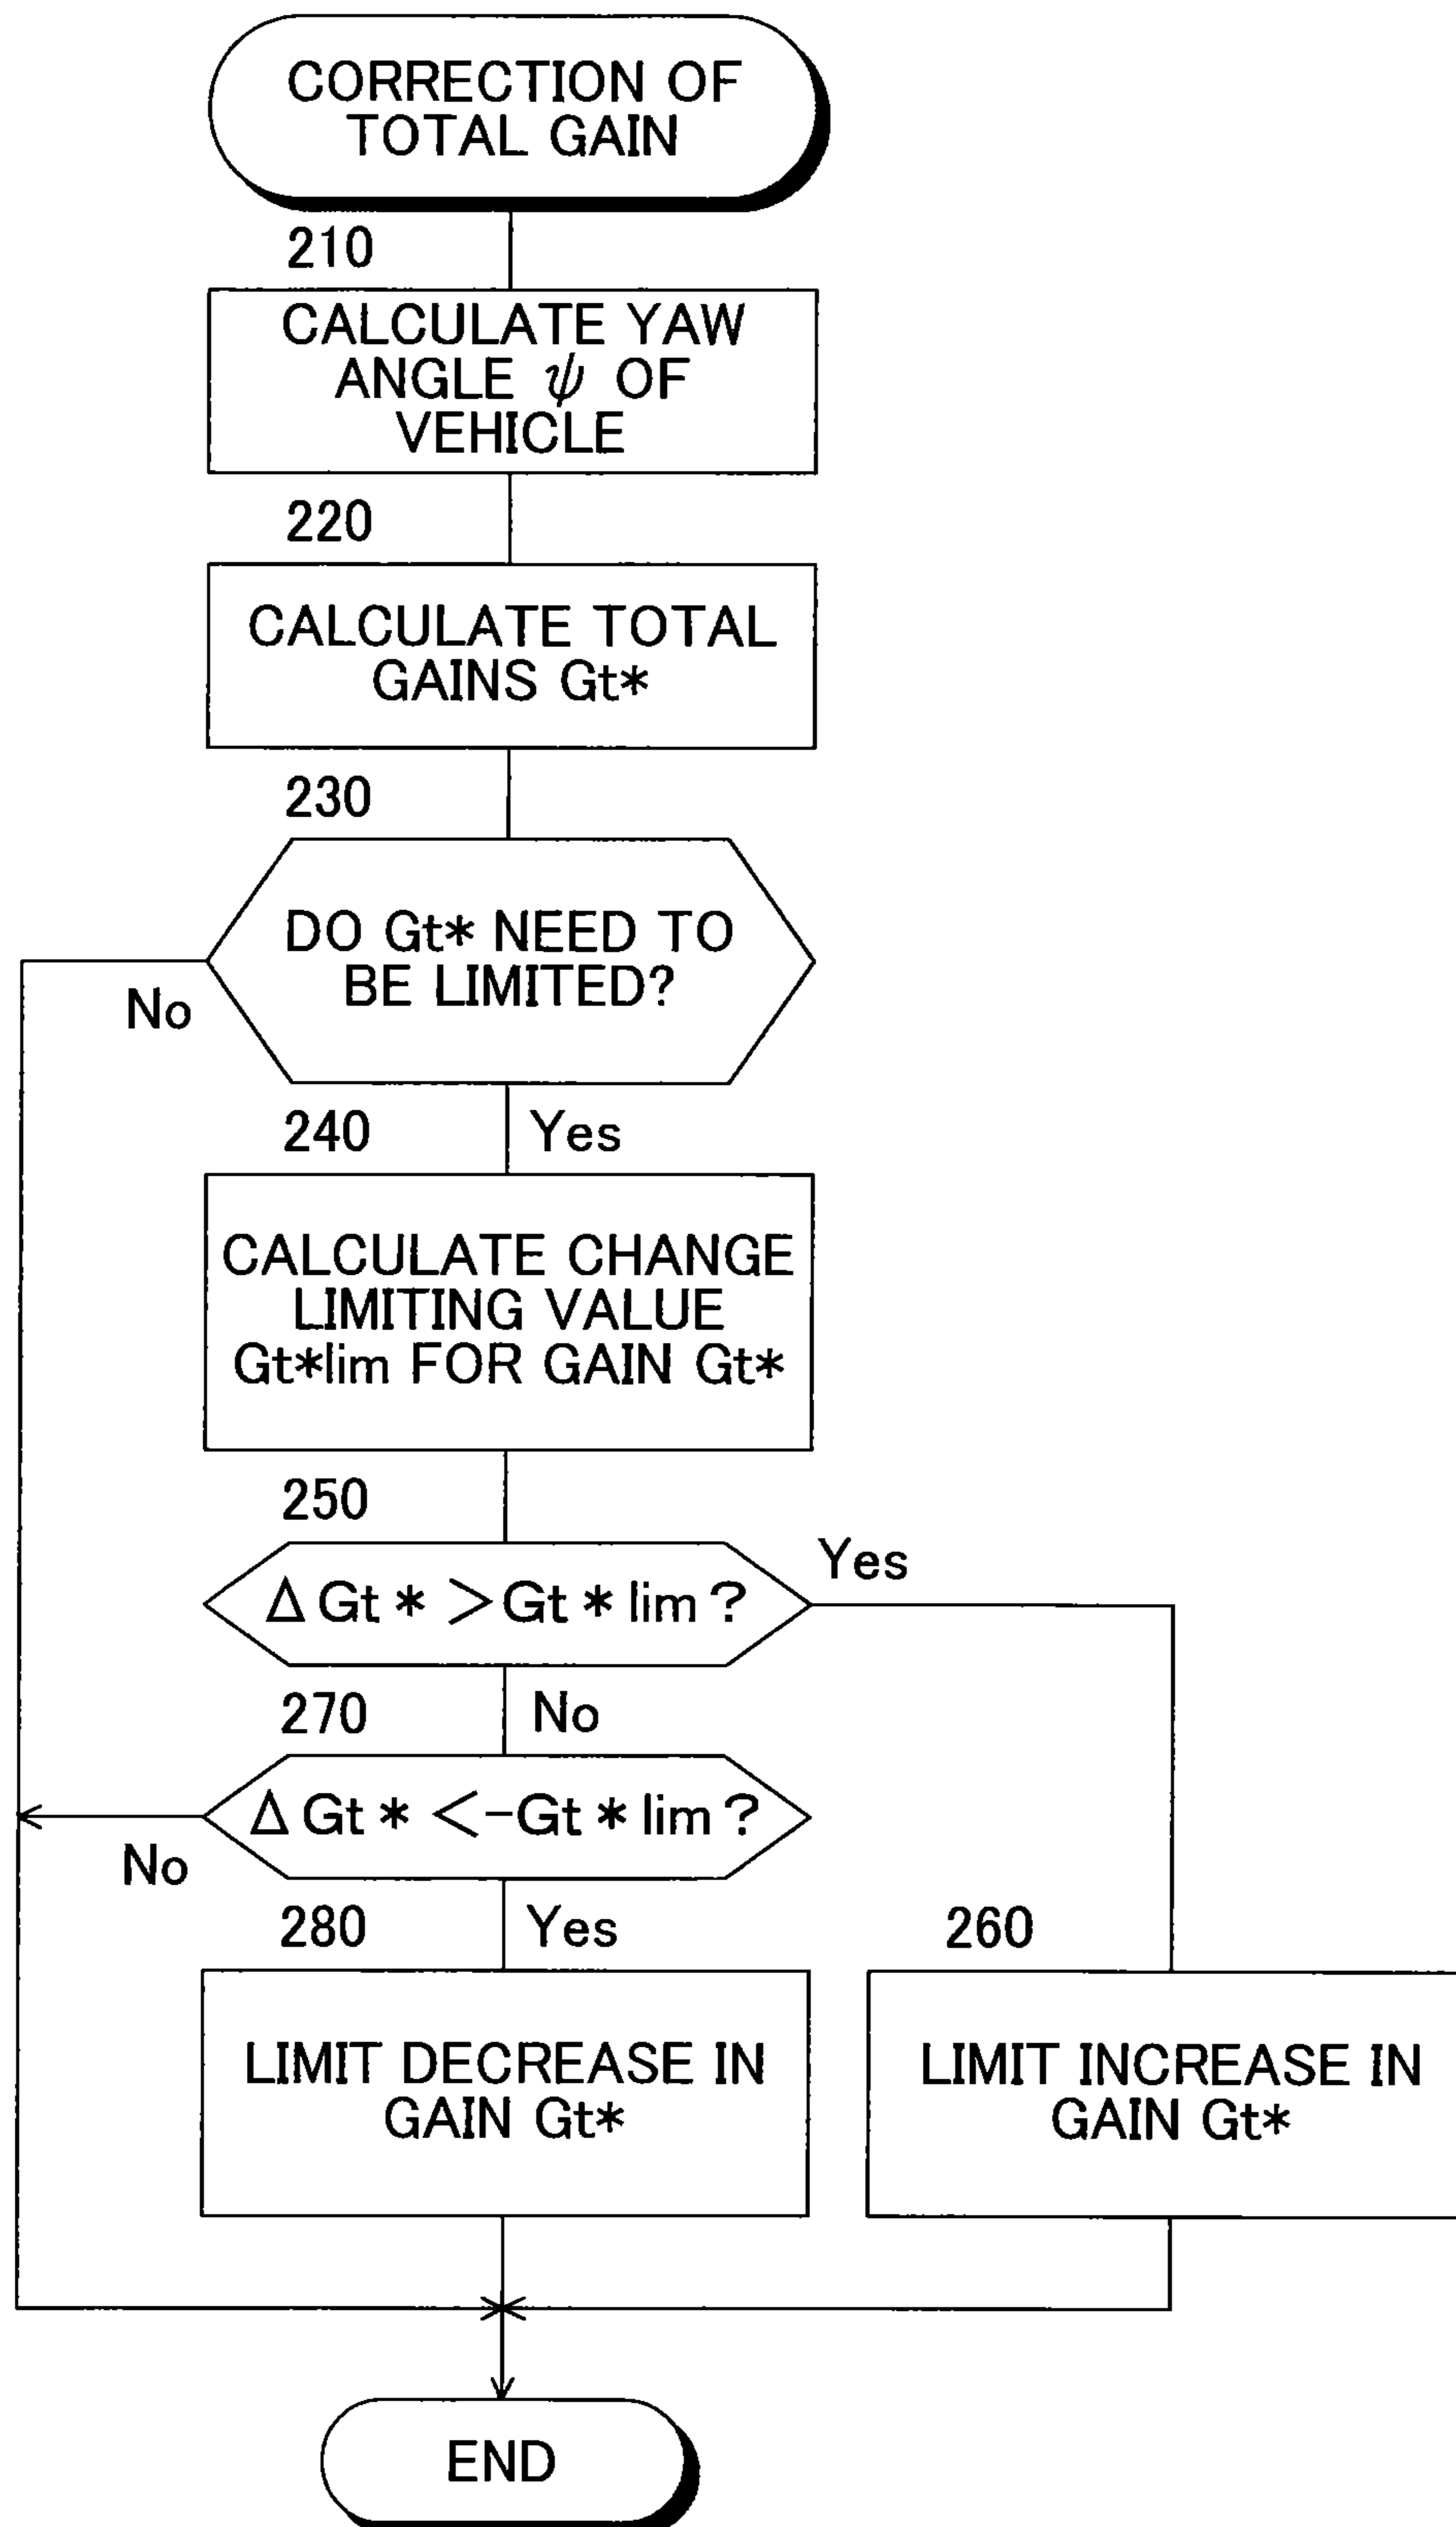 CORRECTION OF
TOTAL GAIN
210
CALCULATE YAW
ANGLE ψ OF
VEHICLE
220
CALCULATE TOTAL
GAINS Gt*
230
DO Gt* NEED TO
BE LIMITED?
No
240
Yes
CALCULATE CHANGE
LIMITING VALUE
Gt*lim FOR GAIN Gt*
250
Yes
Δ Gt * > Gt * lim ?
270
No
Δ Gt * < -Gt * lim ?
No
280
Yes
260
LIMIT DECREASE IN
GAIN Gt*
LIMIT INCREASE IN
GAIN Gt*
END